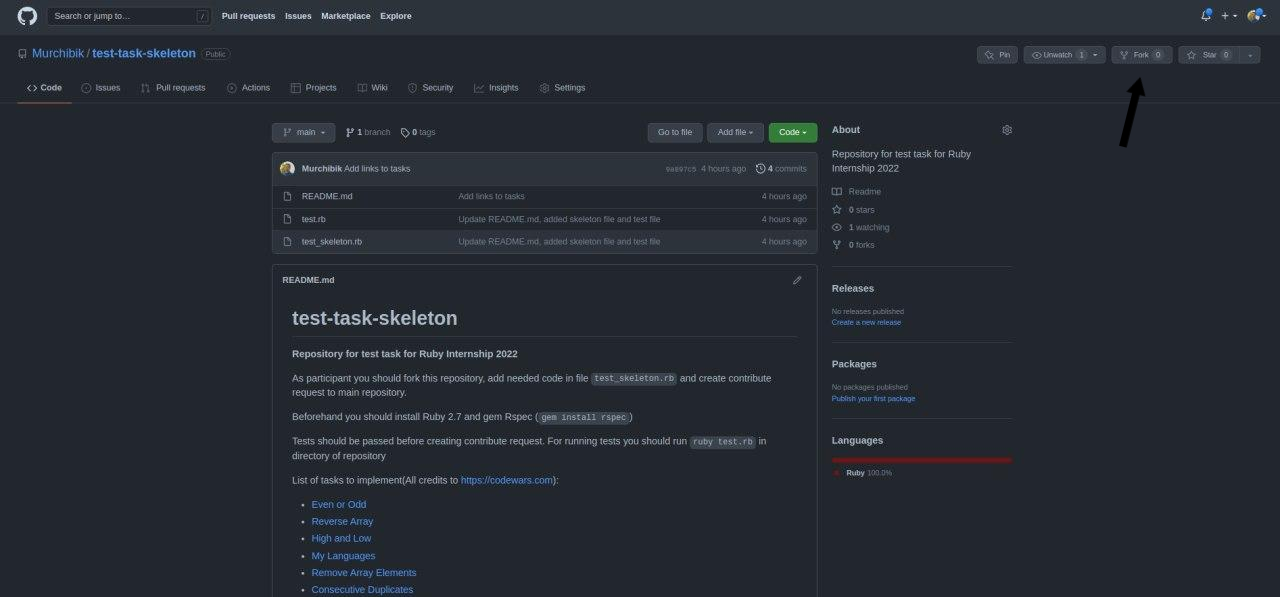 Search or jump to... /
Pull requests Issues Marketplace Explore
Murchibik / test-task-skeleton Public
Pin Unwatch 1 Fork 0 Star 0
Code Issues Pull requests Actions Projects Wiki Security Insights Settings
main 1 branch 0 tags Go to file Add file Code
Murchibik Add links to tasks 9a897c5 4 hours ago 4 commits
README.md Add links to tasks 4 hours ago
test.rb Update README.md, added skeleton file and test file 4 hours ago
test_skeleton.rb Update README.md, added skeleton file and test file 4 hours ago
README.md
test-task-skeleton
Repository for test task for Ruby Internship 2022
As participant you should fork this repository, add needed code in file test_skeleton.rb and create contribute
request to main repository.
Beforehand you should install Ruby 2.7 and gem Rspec ( gem install rspec )
Tests should be passed before creating contribute request. For running tests you should run ruby test.rb in
directory of repository
List of tasks to implement(All credits to https://codewars.com):
• Even or Odd
• Reverse Array
• High and Low
• My Languages
• Remove Array Elements
• Consecutive Duplicates
About
Repository for test task for Ruby
Internship 2022
Readme
0 stars
1 watching
0 forks
Releases
No releases published
Create a new release
Packages
No packages published
Publish your first package
Languages
Ruby 100.0%